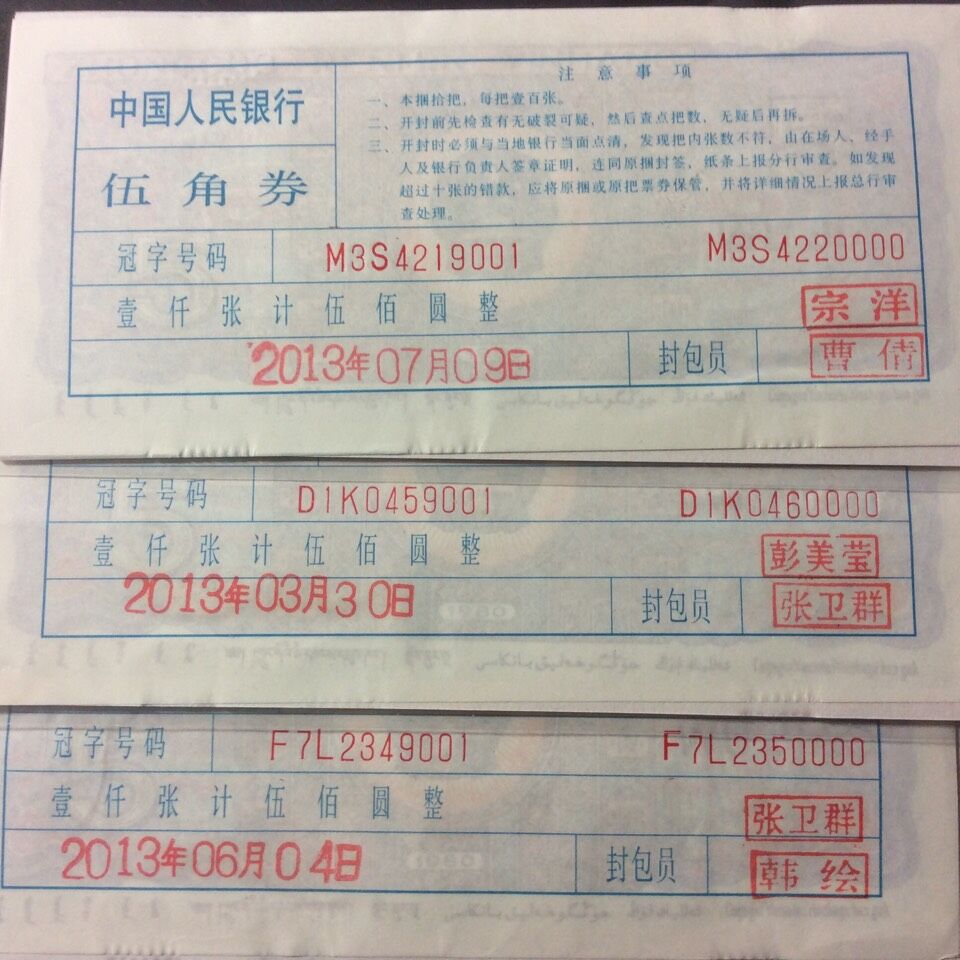 中国人民银行
伍角券
注意事项
一、本捆拾把，每把壹百张。
二、开封前先检查有无破裂可疑，然后查点把数，无疑后再拆。
三、开封时必须与当地银行当面点清，发现把内张数不符，由在场人、经手
人及银行负责人签章证明，连同原捆封签，纸条上报分行审查。如发现
超过十张的错款，应将原捆或原把票券保管，并将详细情况上报总行审
查处理。
冠字号码 M3S4219001 M3S4220000
壹仟张计伍佰圆整 宗洋
2013年07月09日 封包员 曹倩
冠字号码 D1K0459001 D1K0460000
壹仟张计伍佰圆整 彭美莹
2013年03月30日 封包员 张卫群
冠字号码 F7L2349001 F7L2350000
壹仟张计伍佰圆整 张卫群
2013年06月04日 封包员 韩绘